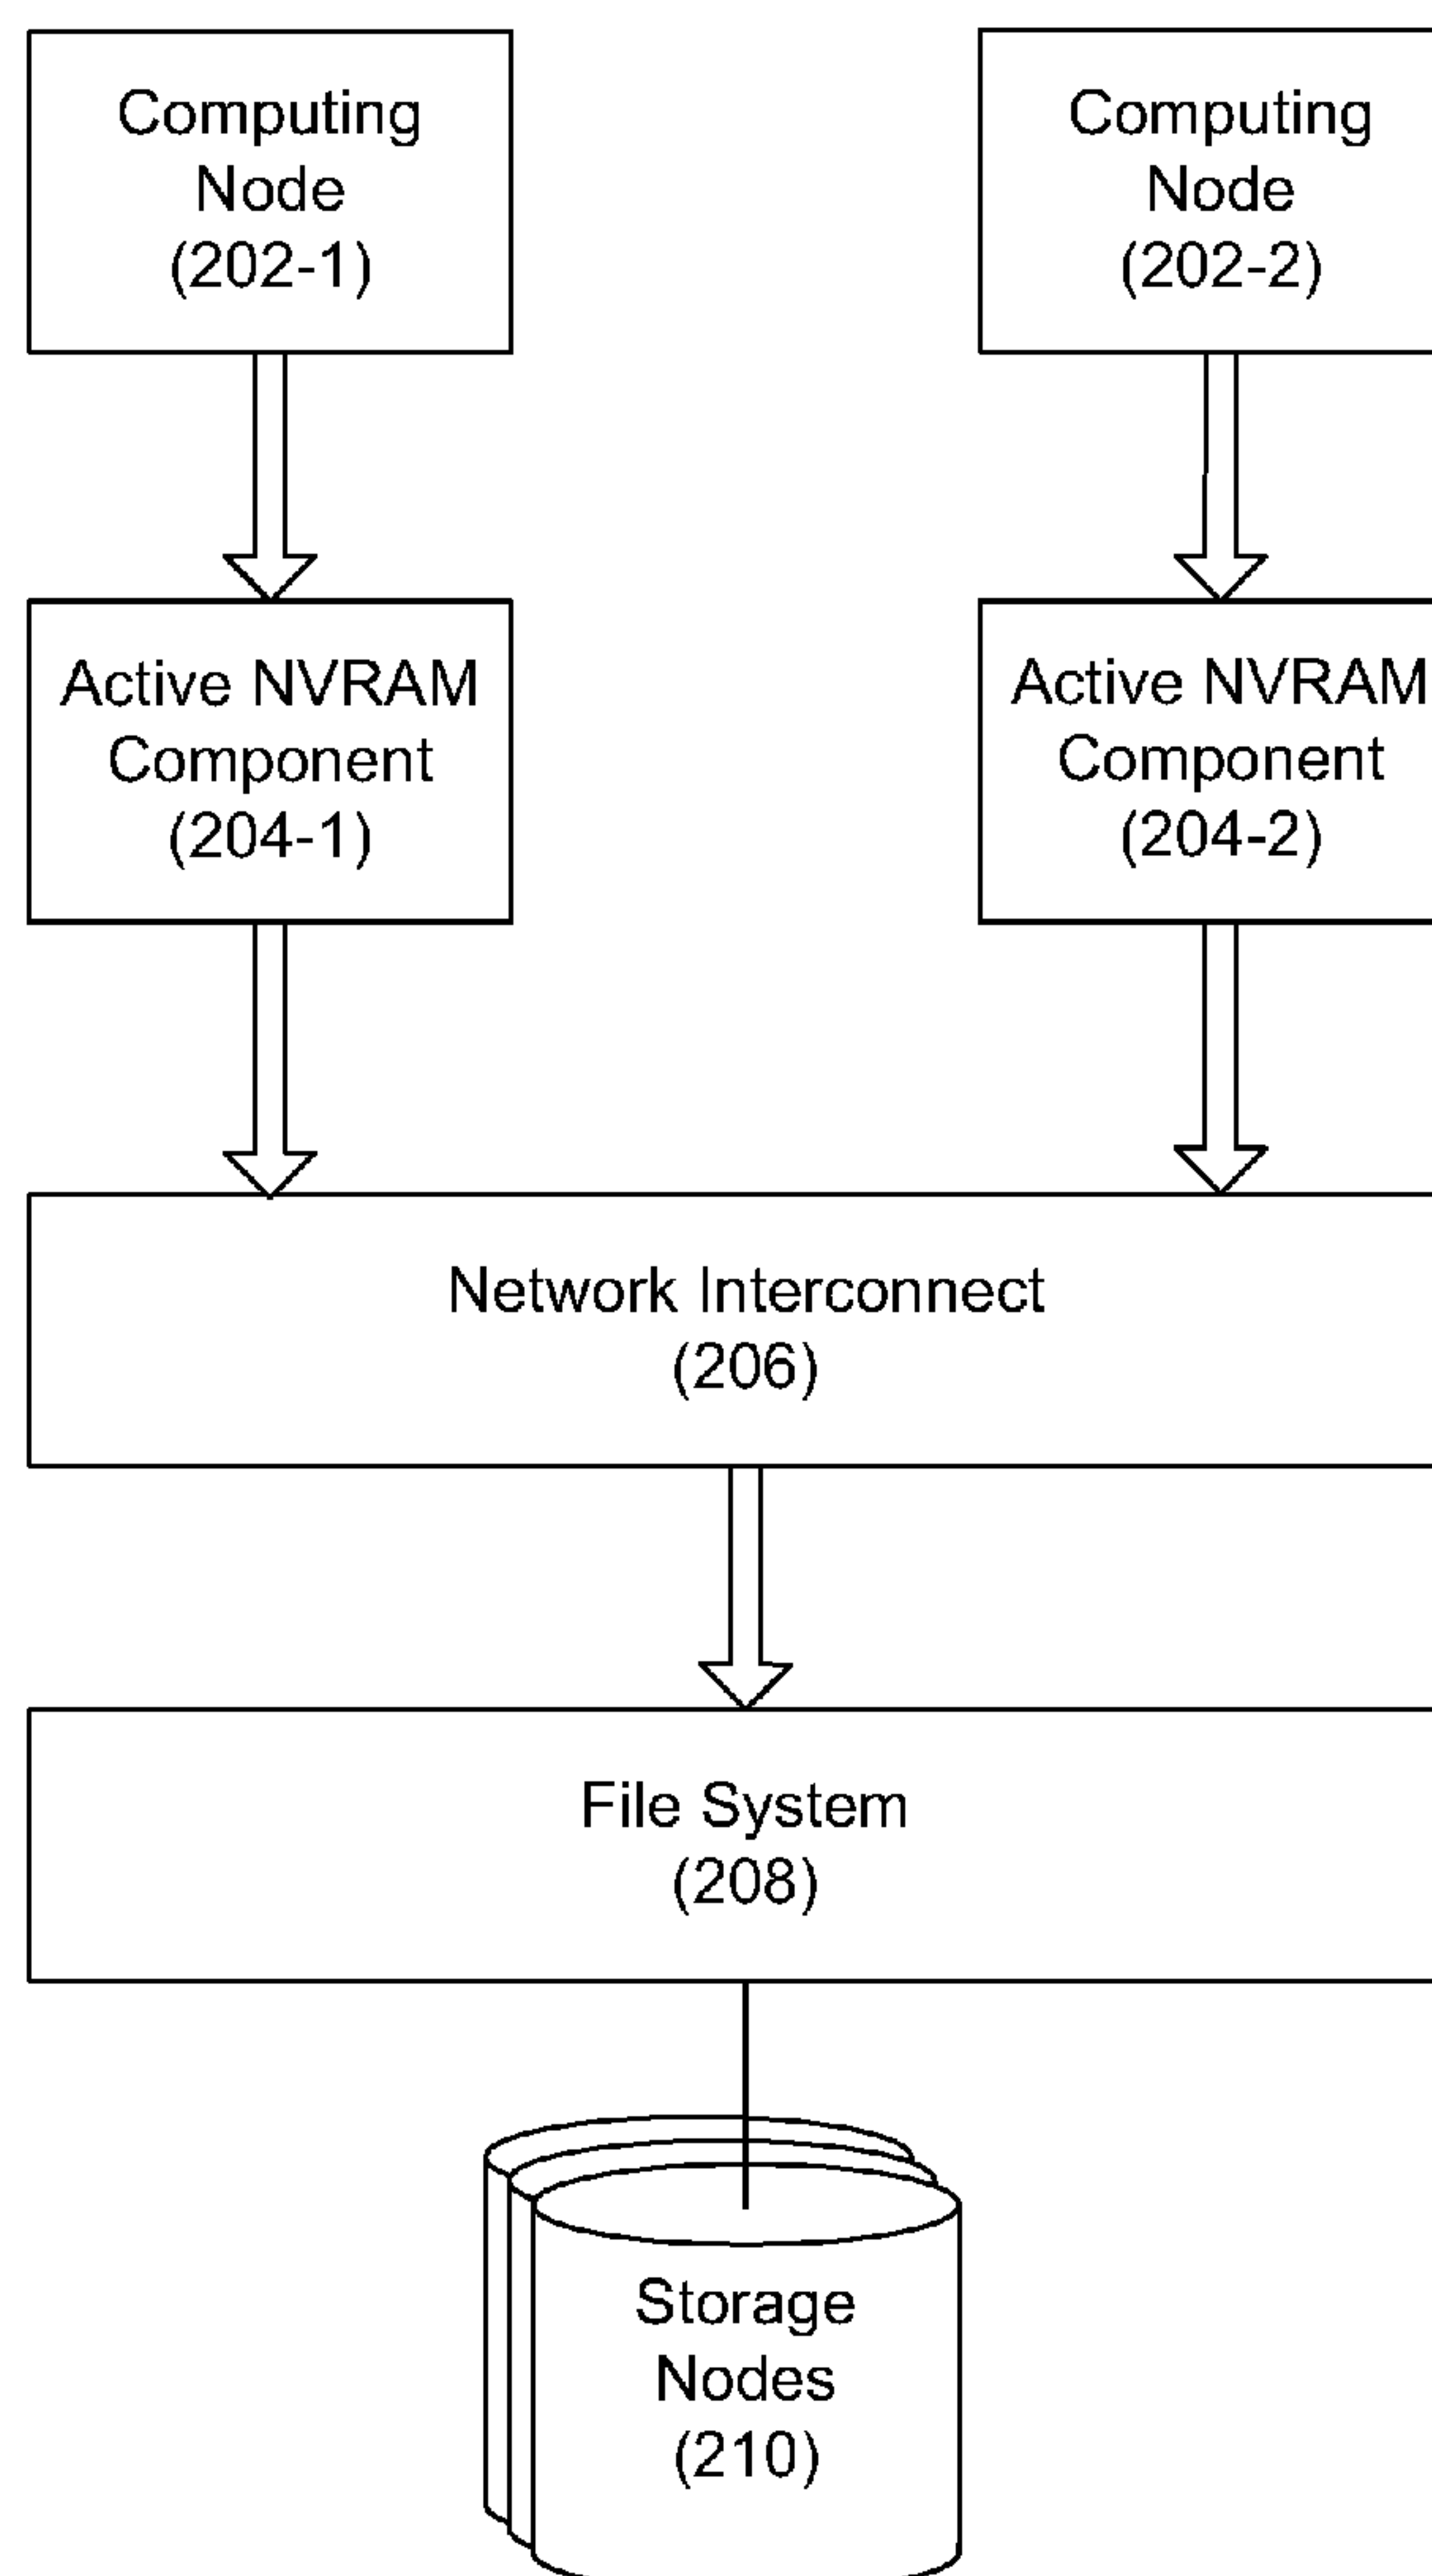 Computing
Node
(202-1)
Computing
Node
(202-2)
Active NVRAM
Component
(204-1)
Active NVRAM
Component
(204-2)
Network Interconnect
(206)
File System
(208)
Storage
Nodes
(210)